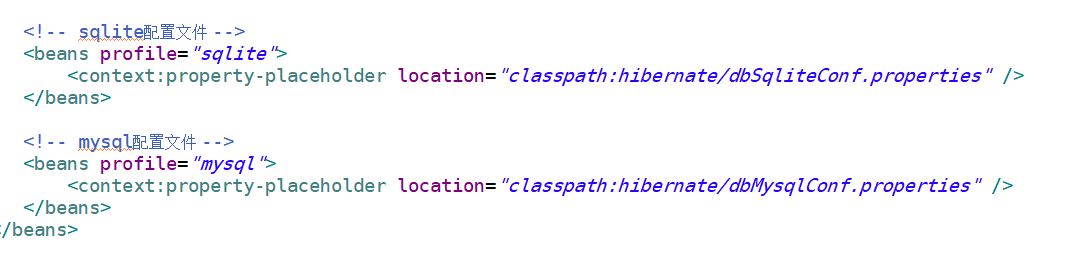 <!-- sqlite配置文件 -->
<beans profile="sqlite">
<context:property-placeholder location="classpath:hibernate/dbSqliteConf.properties" />
</beans>
<!-- mysql配置文件 -->
<beans profile="mysql">
<context:property-placeholder location="classpath:hibernate/dbMysqlConf.properties" />
</beans>
</beans>